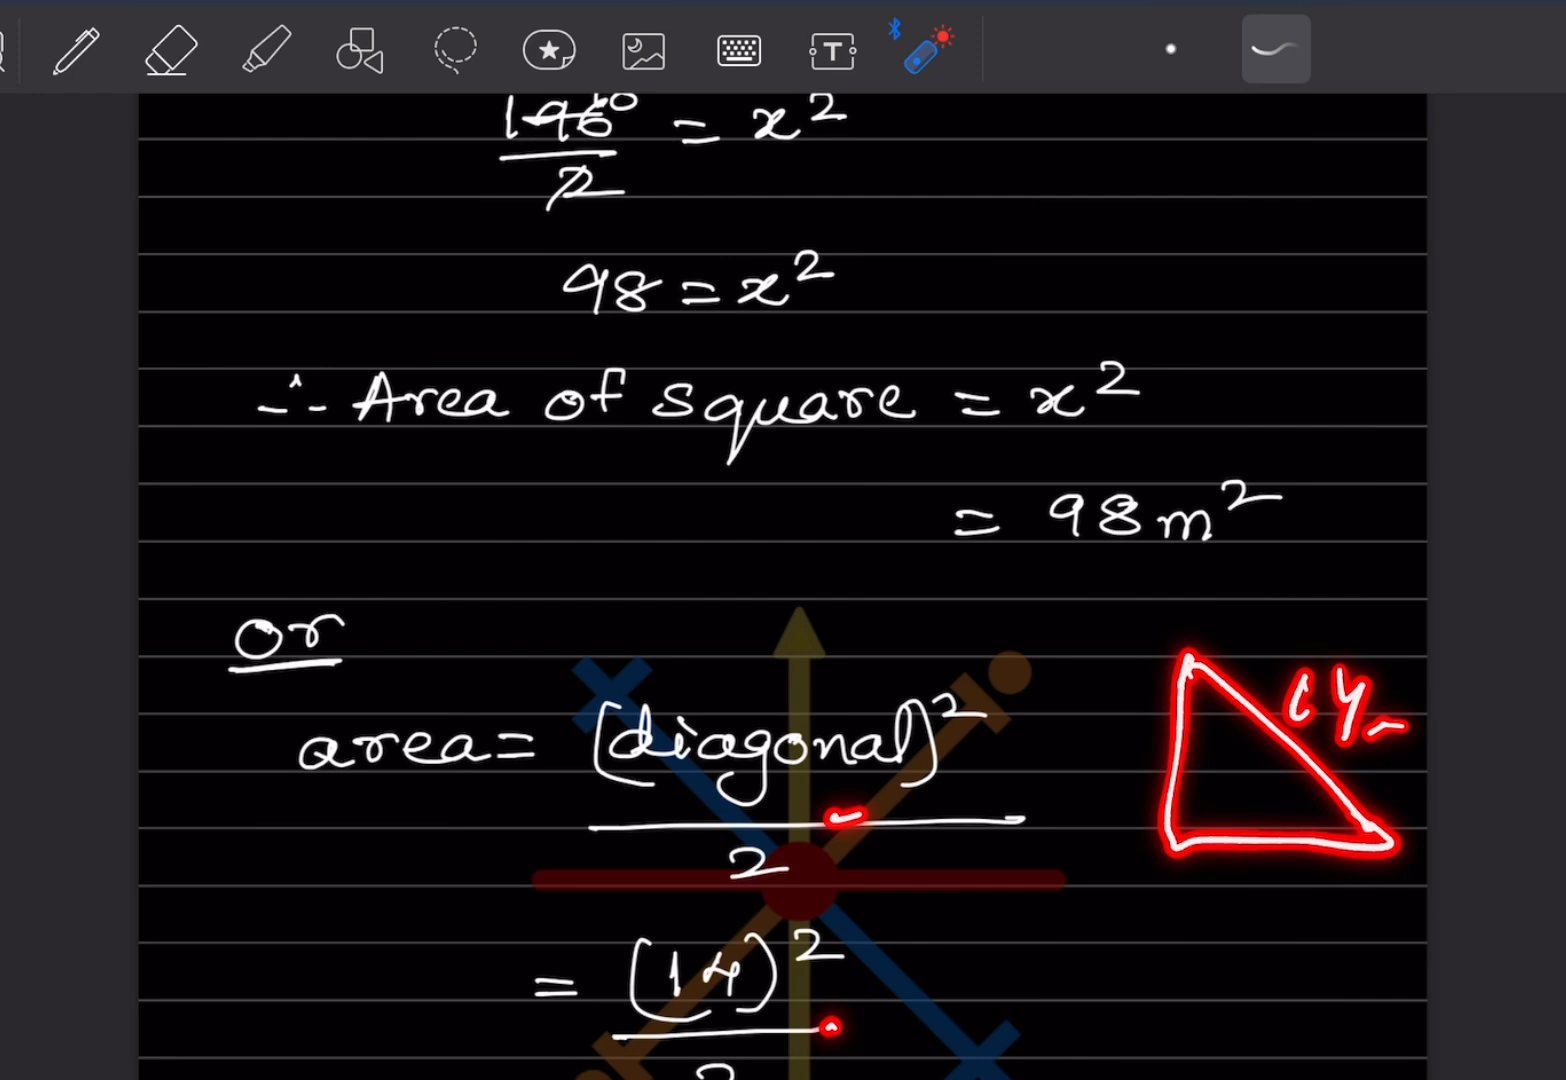 196 = x²
2
98 = x²
∴ Area of square = x²
= 98 m²
or
area = (diagonal)²
2
14
= (14)²
2